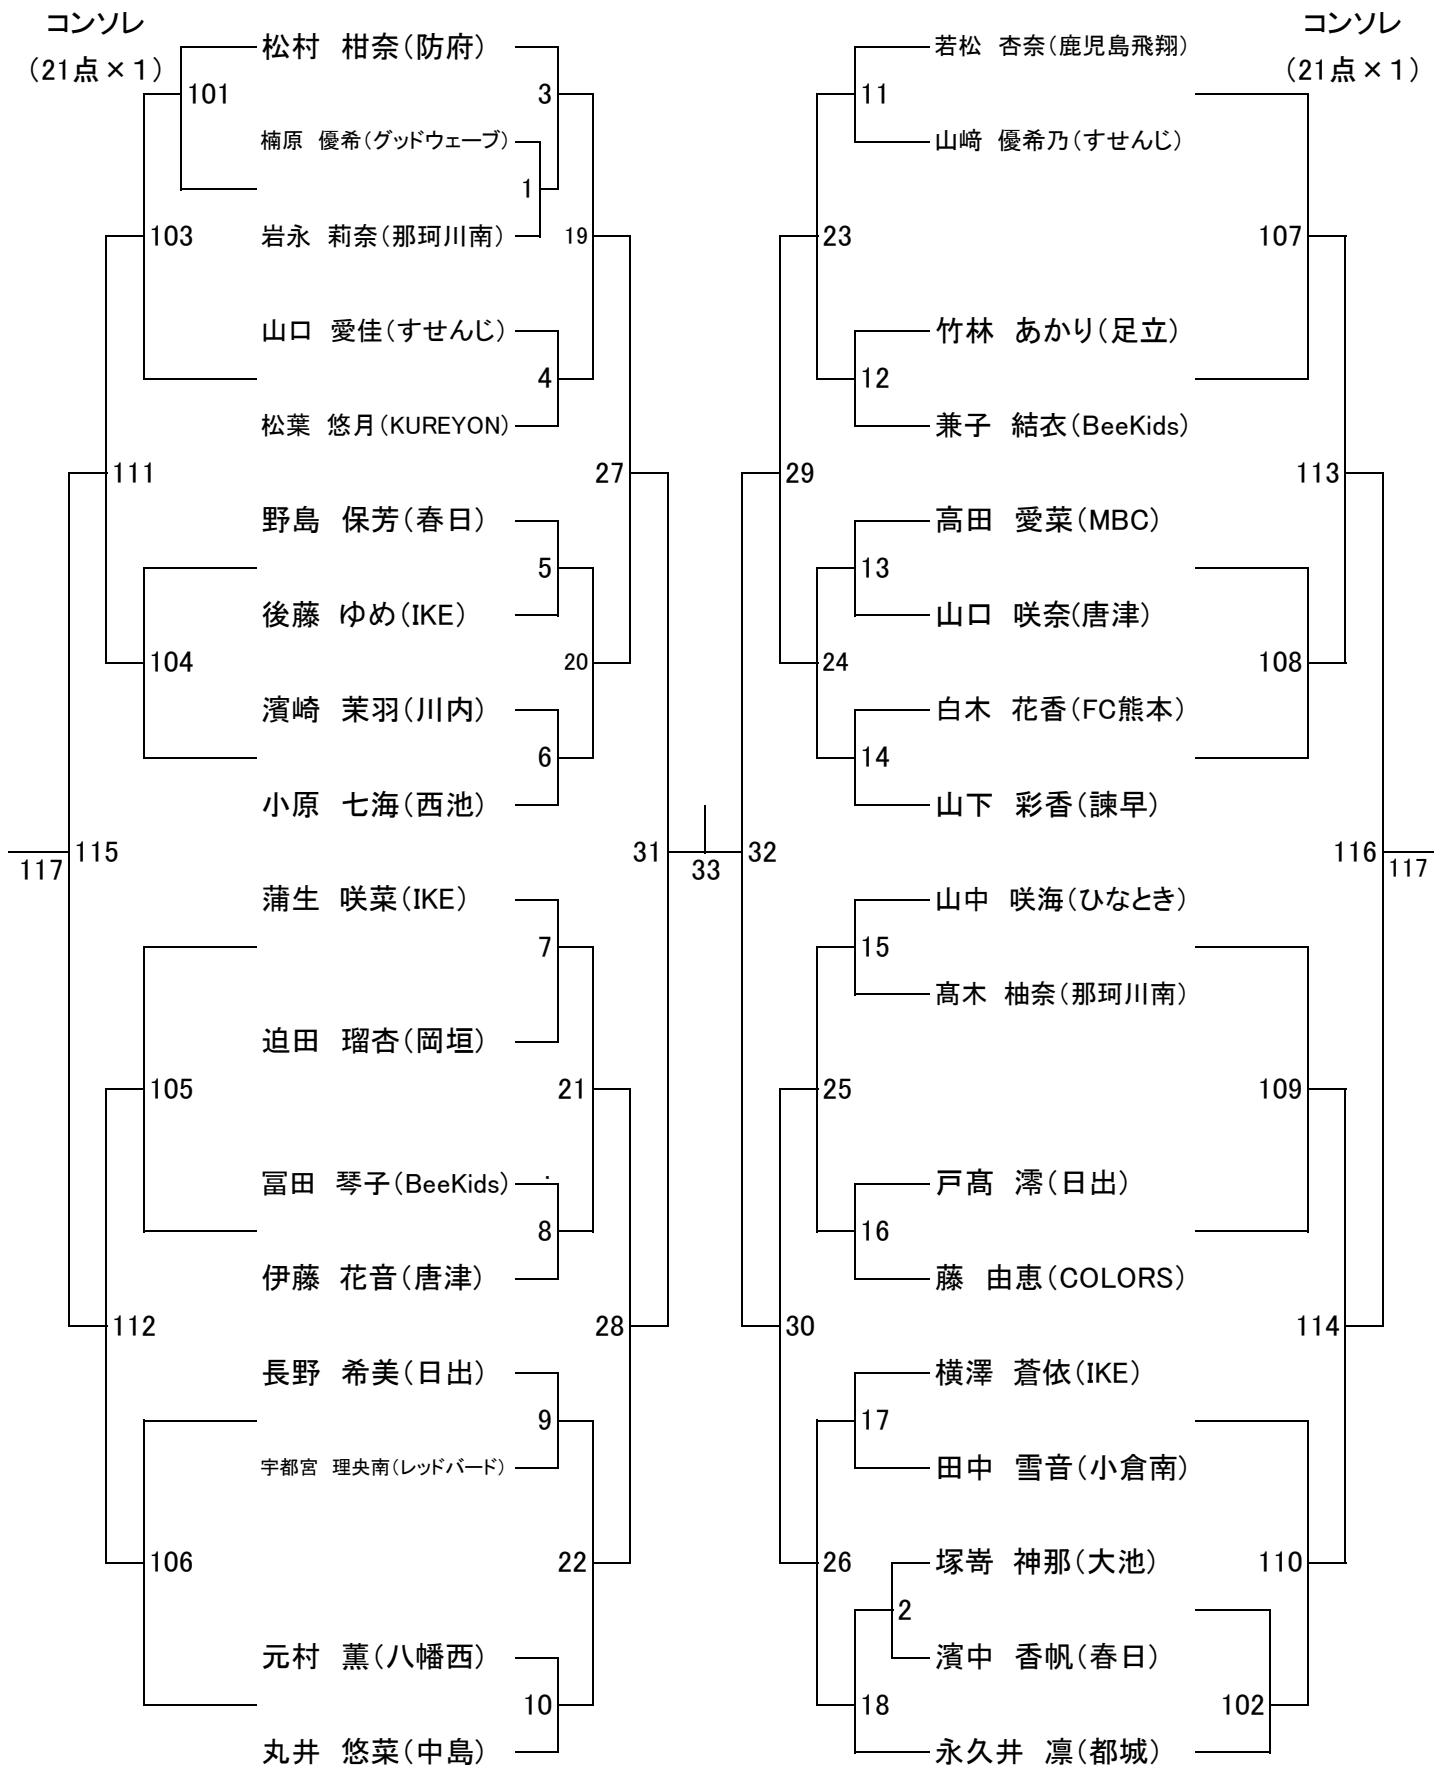 コンソレ
（21点×１）
コンソレ
（21点×１）
松村　柑奈（防府）
101
3
楠原　優希（グッドウェーブ）
1
岩永　莉奈（那珂川南）
103
19
山口　愛佳（すせんじ）
4
松葉　悠月（KUREYON）
111
27
野島　保芳（春日）
5
後藤　ゆめ（IKE）
104
20
濱崎　茉羽（川内）
6
小原　七海（西池）
115
117
31
33
蒲生　咲菜（IKE）
7
迫田　瑠杏（岡垣）
105
21
冨田　琴子（BeeKids）
8
伊藤　花音（唐津）
112
28
長野　希美（日出）
9
宇都宮　理央南（レッドバード）
106
22
元村　薫（八幡西）
10
丸井　悠菜（中島）
若松　杏奈（鹿児島飛翔）
11
山﨑　優希乃（すせんじ）
23
107
竹林　あかり（足立）
12
兼子　結衣（BeeKids）
29
113
高田　愛菜（MBC）
13
山口　咲奈（唐津）
24
108
白木　花香（FC熊本）
14
山下　彩香（諫早）
32
116
117
山中　咲海（ひなとき）
15
髙木　柚奈（那珂川南）
25
109
戸髙　澪（日出）
16
藤　由恵（COLORS）
30
114
横澤　蒼依（IKE）
17
田中　雪音（小倉南）
26
塚嵜　神那（大池）
110
2
濱中　香帆（春日）
18
102
永久井　凛（都城）